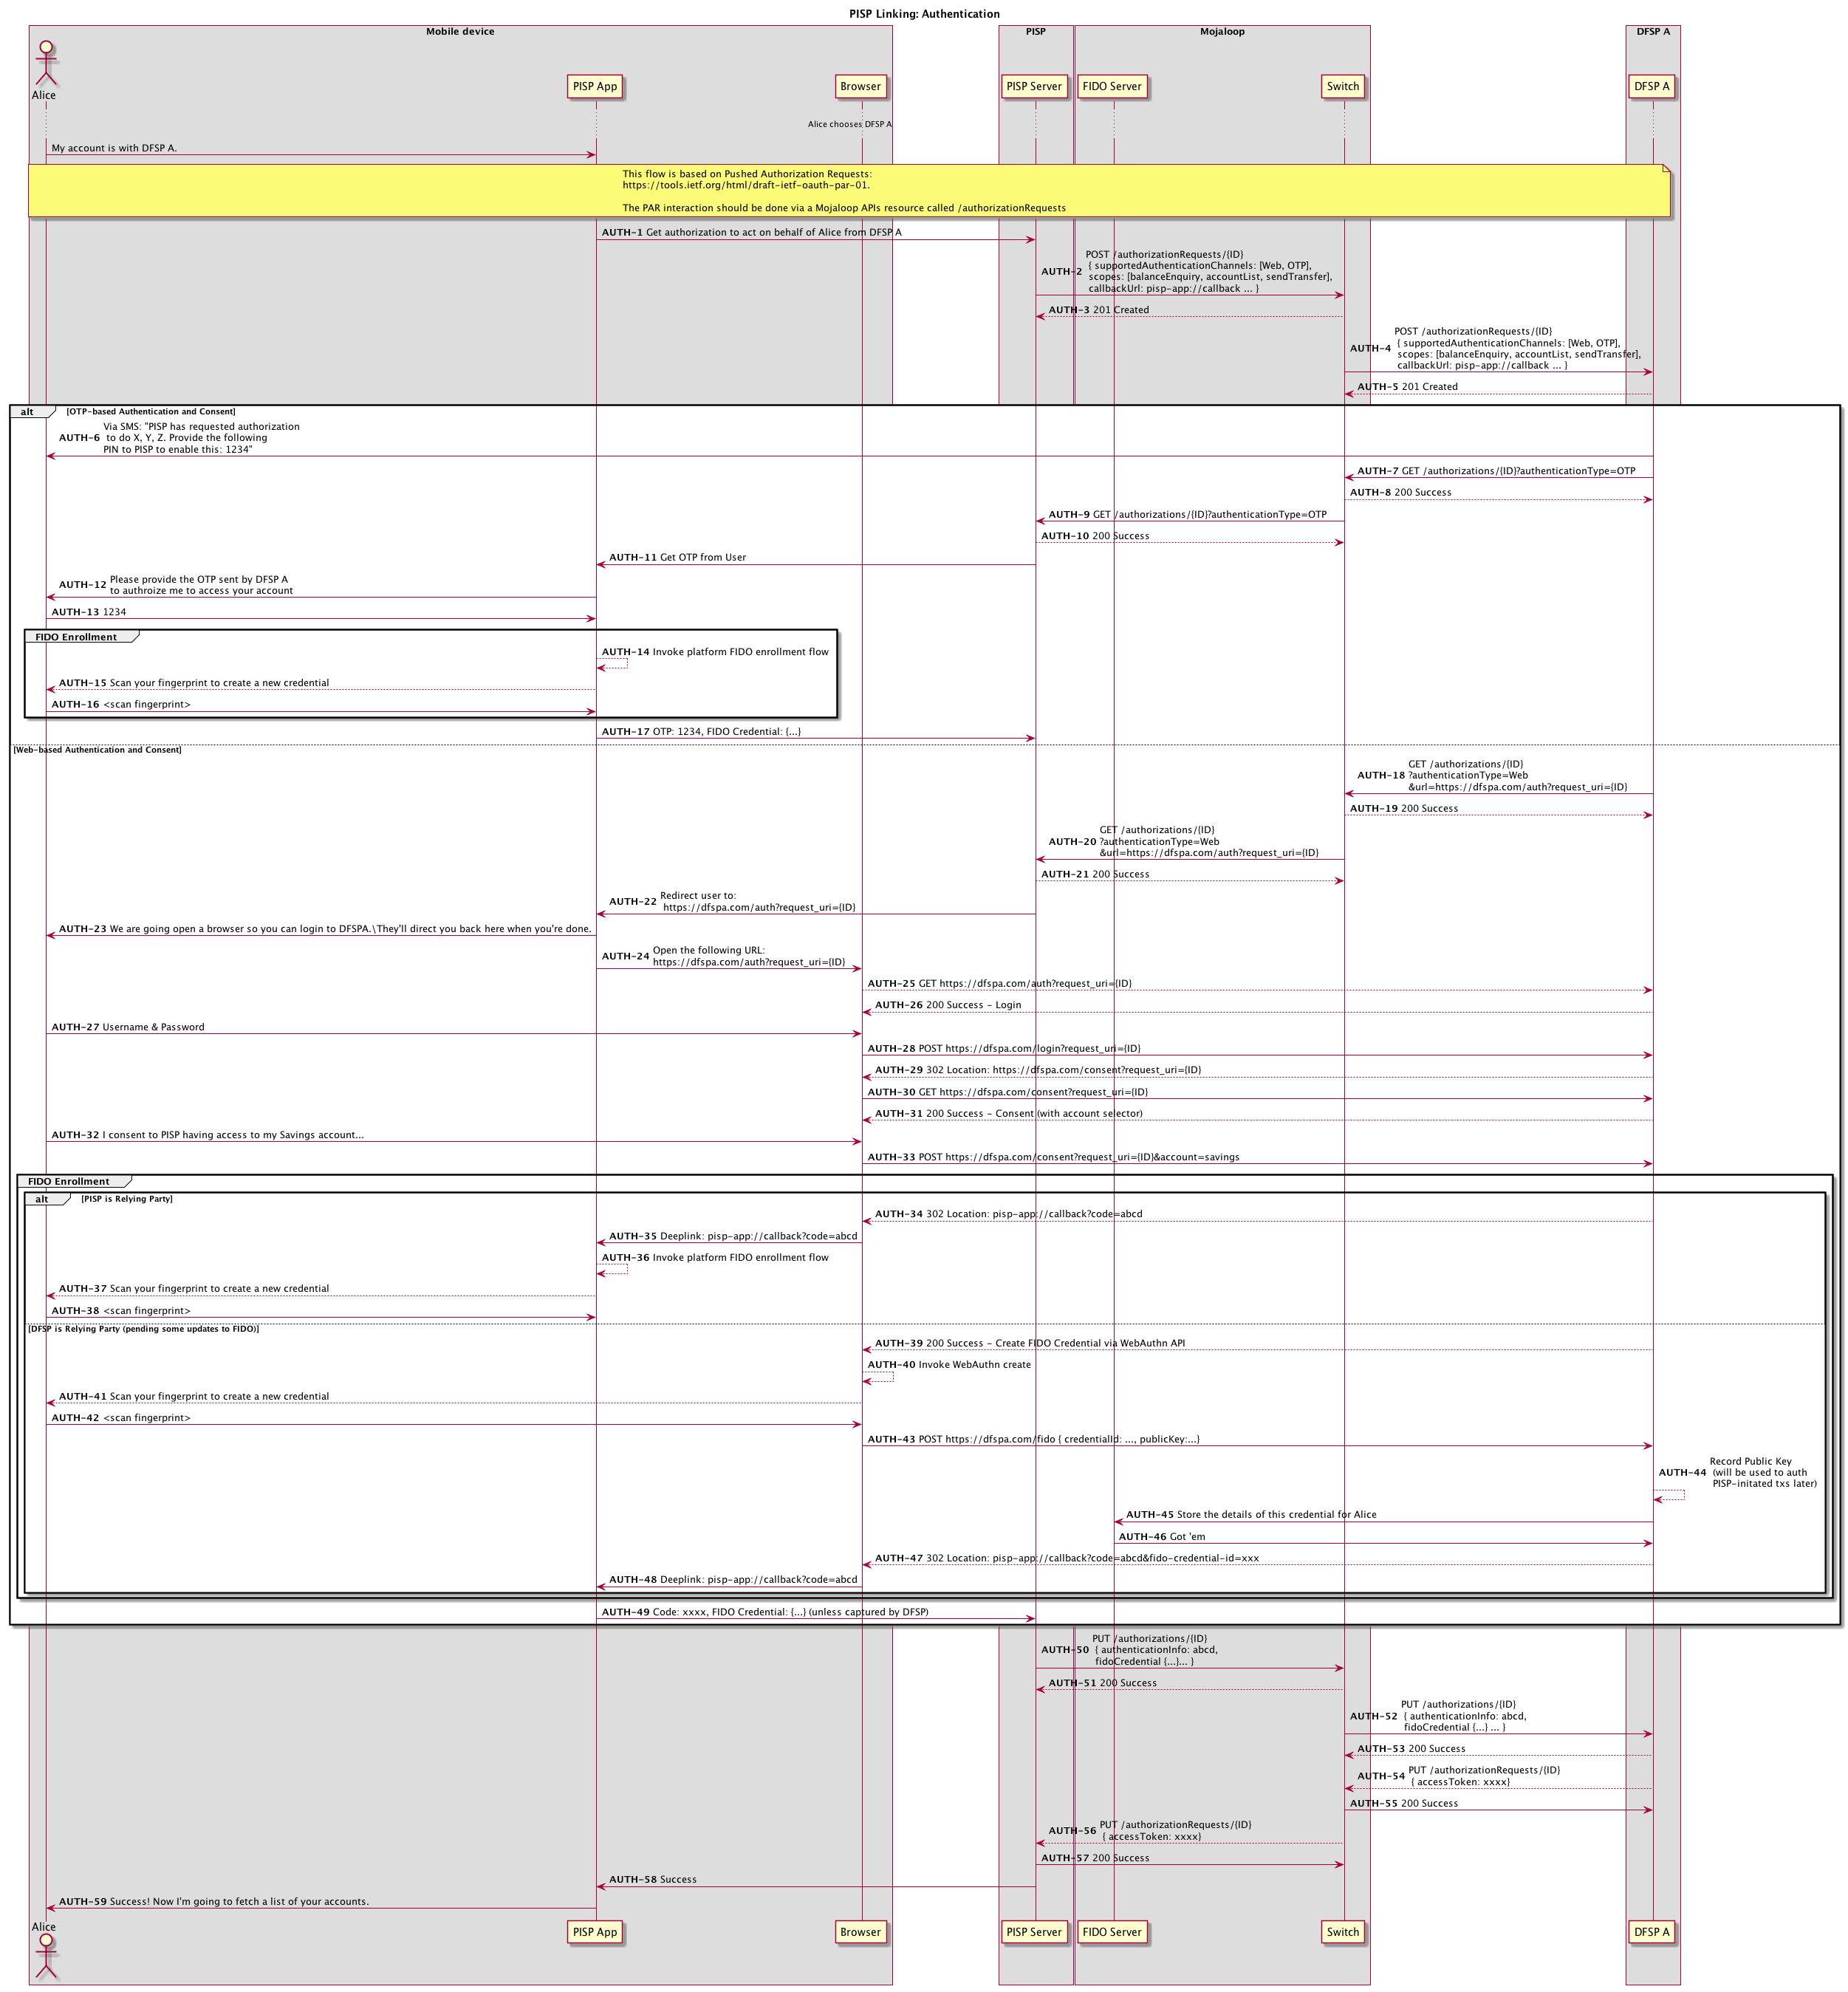 PISP Linking: Authentication
Mobile device
PISP
Mojaloop
DFSP A
Alice
PISP App
Browser
PISP Server
FIDO Server
Switch
DFSP A
Alice chooses DFSP A
My account is with DFSP A.
This flow is based on Pushed Authorization Requests:
https://tools.ietf.org/html/draft-ietf-oauth-par-01.
The PAR interaction should be done via a Mojaloop APIs resource called /authorizationRequests
AUTH-1 Get authorization to act on behalf of Alice from DFSP A
POST /authorizationRequests/{ID}
AUTH-2 { supportedAuthenticationChannels: [Web, OTP],
scopes: [balanceEnquiry, accountList, sendTransfer],
callbackUrl: pisp-app://callback ... }
AUTH-3 201 Created
POST /authorizationRequests/{ID}
AUTH-4 { supportedAuthenticationChannels: [Web, OTP],
scopes: [balanceEnquiry, accountList, sendTransfer],
callbackUrl: pisp-app://callback ... }
AUTH-5 201 Created
alt [OTP-based Authentication and Consent]
Via SMS: "PISP has requested authorization
AUTH-6 to do X, Y, Z. Provide the following
PIN to PISP to enable this: 1234"
AUTH-7 GET /authorizations/{ID}?authenticationType=OTP
AUTH-8 200 Success
AUTH-9 GET /authorizations/{ID}?authenticationType=OTP
AUTH-10 200 Success
AUTH-11 Get OTP from User
AUTH-12 Please provide the OTP sent by DFSP A
to authroize me to access your account
AUTH-13 1234
FIDO Enrollment
AUTH-14 Invoke platform FIDO enrollment flow
AUTH-15 Scan your fingerprint to create a new credential
AUTH-16 <scan fingerprint>
AUTH-17 OTP: 1234, FIDO Credential: {...}
[Web-based Authentication and Consent]
GET /authorizations/{ID}
AUTH-18 ?authenticationType=Web
&url=https://dfspa.com/auth?request_uri={ID}
AUTH-19 200 Success
GET /authorizations/{ID}
AUTH-20 ?authenticationType=Web
&url=https://dfspa.com/auth?request_uri={ID}
AUTH-21 200 Success
AUTH-22 Redirect user to:
https://dfspa.com/auth?request_uri={ID}
AUTH-23 We are going open a browser so you can login to DFSPA.\They'll direct you back here when you're done.
AUTH-24 Open the following URL:
https://dfspa.com/auth?request_uri={ID}
AUTH-25 GET https://dfspa.com/auth?request_uri={ID}
AUTH-26 200 Success - Login
AUTH-27 Username & Password
AUTH-28 POST https://dfspa.com/login?request_uri={ID}
AUTH-29 302 Location: https://dfspa.com/consent?request_uri={ID}
AUTH-30 GET https://dfspa.com/consent?request_uri={ID}
AUTH-31 200 Success - Consent (with account selector)
AUTH-32 I consent to PISP having access to my Savings account...
AUTH-33 POST https://dfspa.com/consent?request_uri={ID}&account=savings
FIDO Enrollment
alt [PISP is Relying Party]
AUTH-34 302 Location: pisp-app://callback?code=abcd
AUTH-35 Deeplink: pisp-app://callback?code=abcd
AUTH-36 Invoke platform FIDO enrollment flow
AUTH-37 Scan your fingerprint to create a new credential
AUTH-38 <scan fingerprint>
[DFSP is Relying Party (pending some updates to FIDO)]
AUTH-39 200 Success - Create FIDO Credential via WebAuthn API
AUTH-40 Invoke WebAuthn create
AUTH-41 Scan your fingerprint to create a new credential
AUTH-42 <scan fingerprint>
AUTH-43 POST https://dfspa.com/fido { credentialId: ..., publicKey:...}
Record Public Key
AUTH-44 (will be used to auth
PISP-initated txs later)
AUTH-45 Store the details of this credential for Alice
AUTH-46 Got 'em
AUTH-47 302 Location: pisp-app://callback?code=abcd&fido-credential-id=xxx
AUTH-48 Deeplink: pisp-app://callback?code=abcd
AUTH-49 Code: xxxx, FIDO Credential: {...} (unless captured by DFSP)
PUT /authorizations/{ID}
AUTH-50 { authenticationInfo: abcd,
fidoCredential {...}... }
AUTH-51 200 Success
PUT /authorizations/{ID}
AUTH-52 { authenticationInfo: abcd,
fidoCredential {...} ... }
AUTH-53 200 Success
AUTH-54 PUT /authorizationRequests/{ID}
{ accessToken: xxxx}
AUTH-55 200 Success
AUTH-56 PUT /authorizationRequests/{ID}
{ accessToken: xxxx}
AUTH-57 200 Success
AUTH-58 Success
AUTH-59 Success! Now I'm going to fetch a list of your accounts.
Alice
PISP App
Browser
PISP Server
FIDO Server
Switch
DFSP A